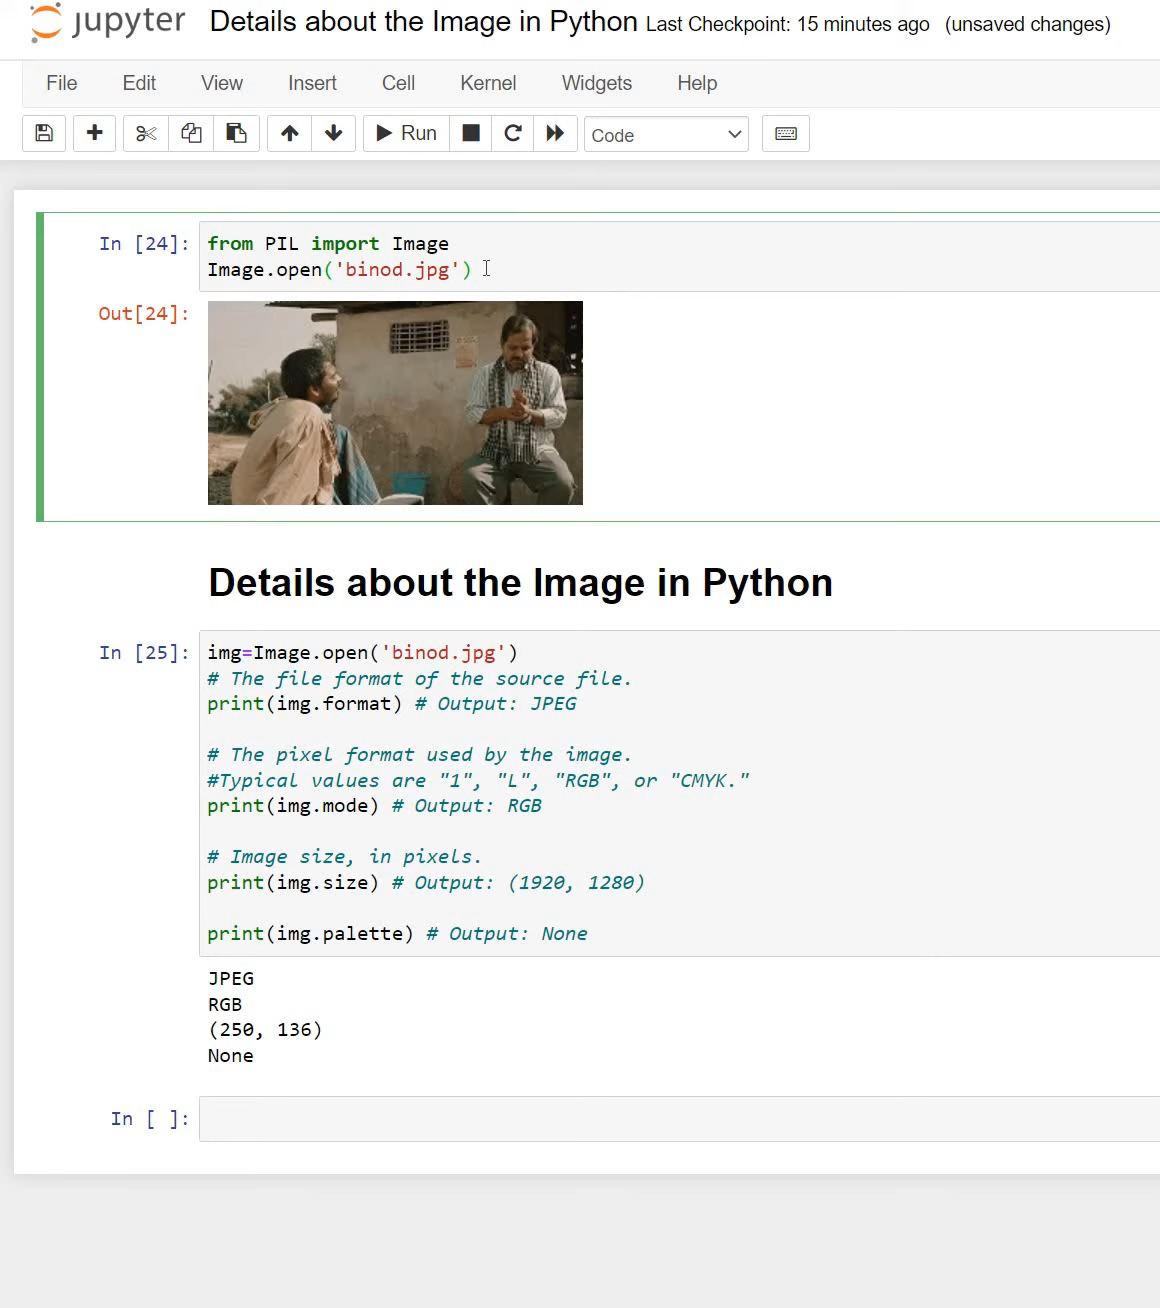 jupyter Details about the Image in Python Last Checkpoint: 15 minutes ago (unsaved changes)
File Edit View Insert Cell Kernel Widgets Help
Run Code
In [24]: from PIL import Image
Image.open('binod.jpg')
Out[24]:
Details about the Image in Python
In [25]: img=Image.open('binod.jpg')
# The file format of the source file.
print(img.format) # Output: JPEG
# The pixel format used by the image.
#Typical values are "1", "L", "RGB", or "CMYK."
print(img.mode) # Output: RGB
# Image size, in pixels.
print(img.size) # Output: (1920, 1280)
print(img.palette) # Output: None
JPEG
RGB
(250, 136)
None
In [ ]: